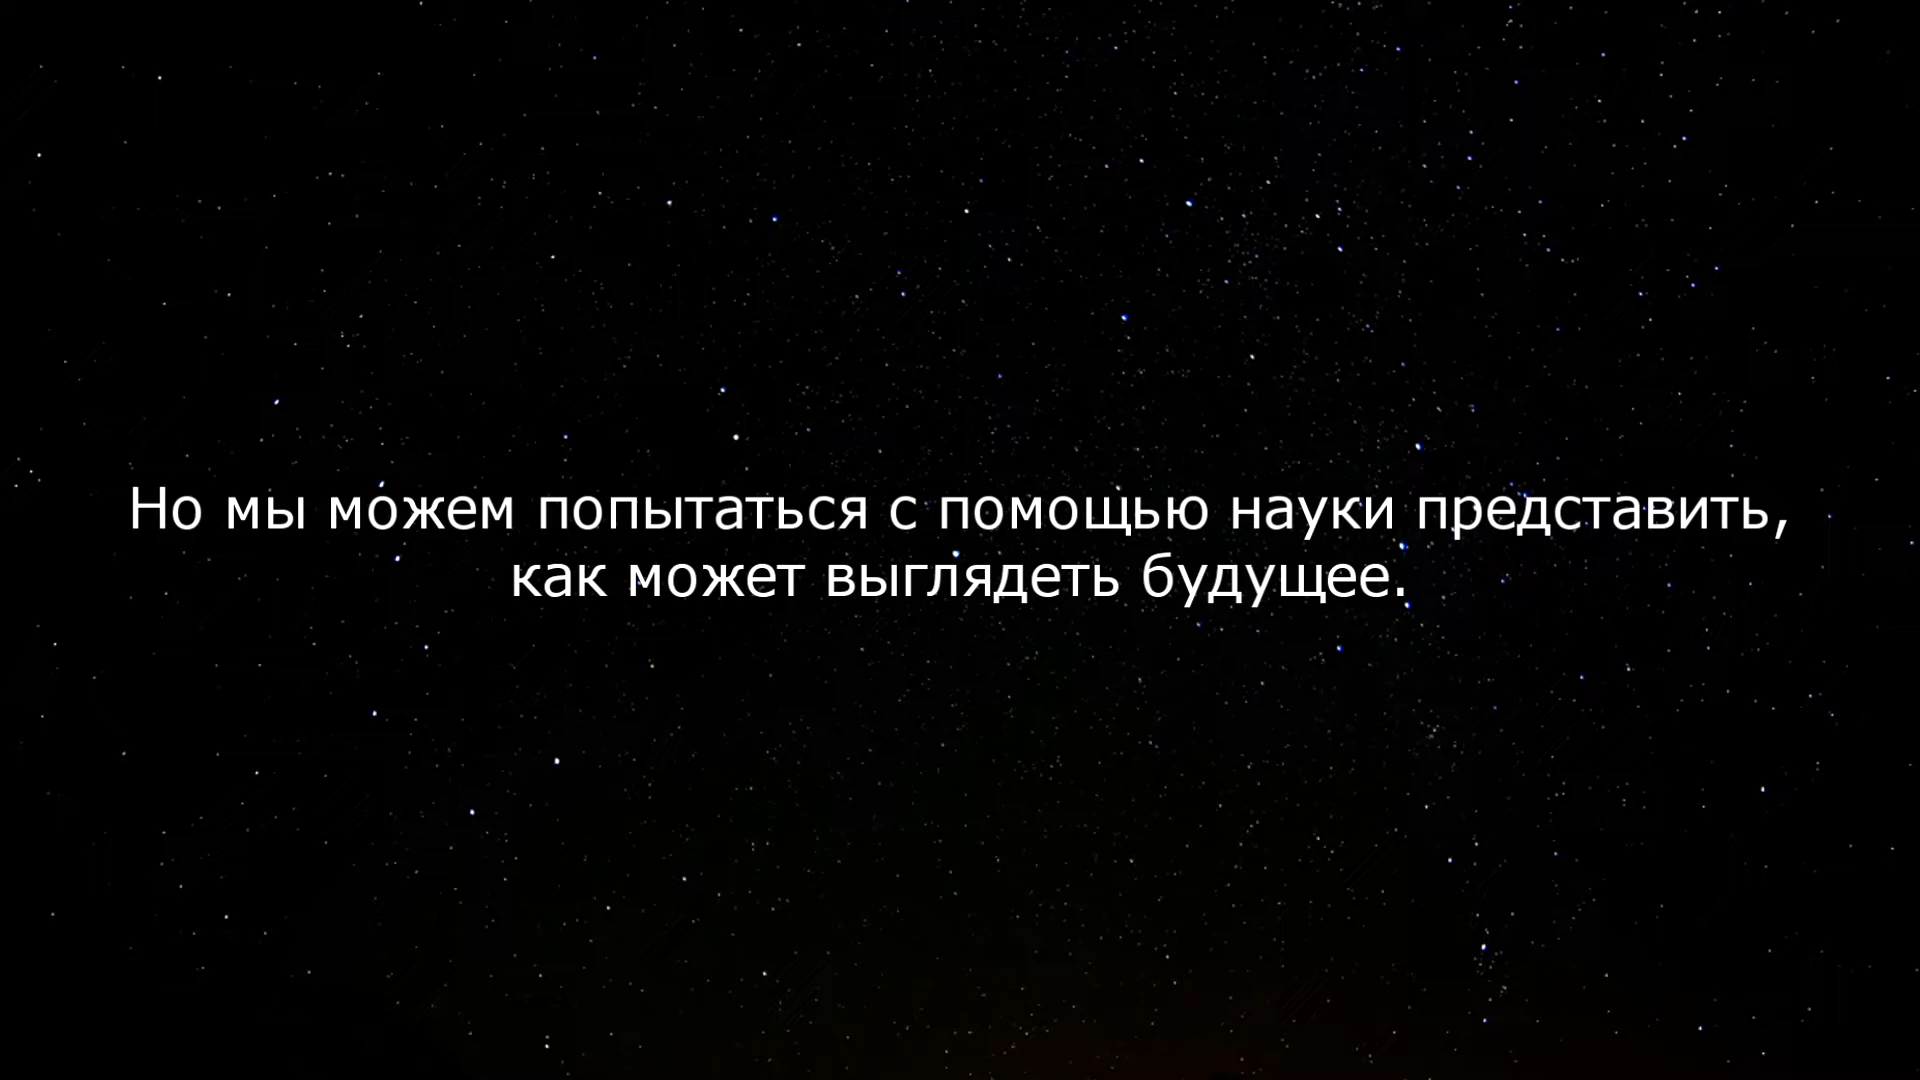 Но мы можем попытаться с помощью науки представить,
как может выглядеть будущее.